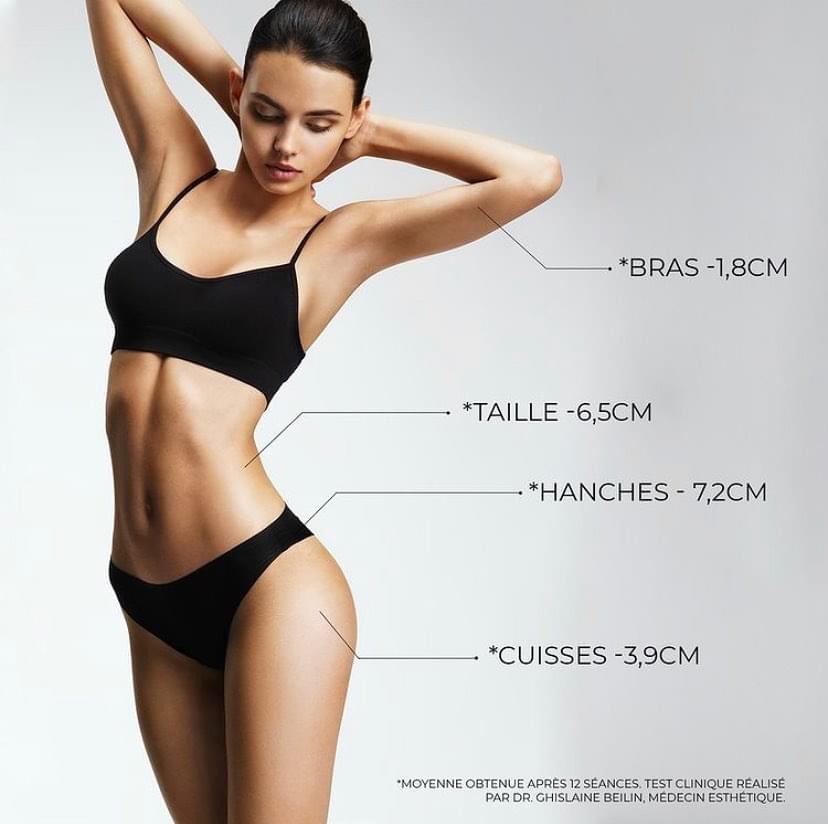 *BRAS -1,8CM
*TAILLE -6,5CM
*HANCHES - 7,2CM
*CUISSES -3,9CM
*MOYENNE OBTENUE APRÈS 12 SÉANCES. TEST CLINIQUE RÉALISÉ
PAR DR. GHISLAINE BEILIN, MÉDECIN ESTHÉTIQUE.